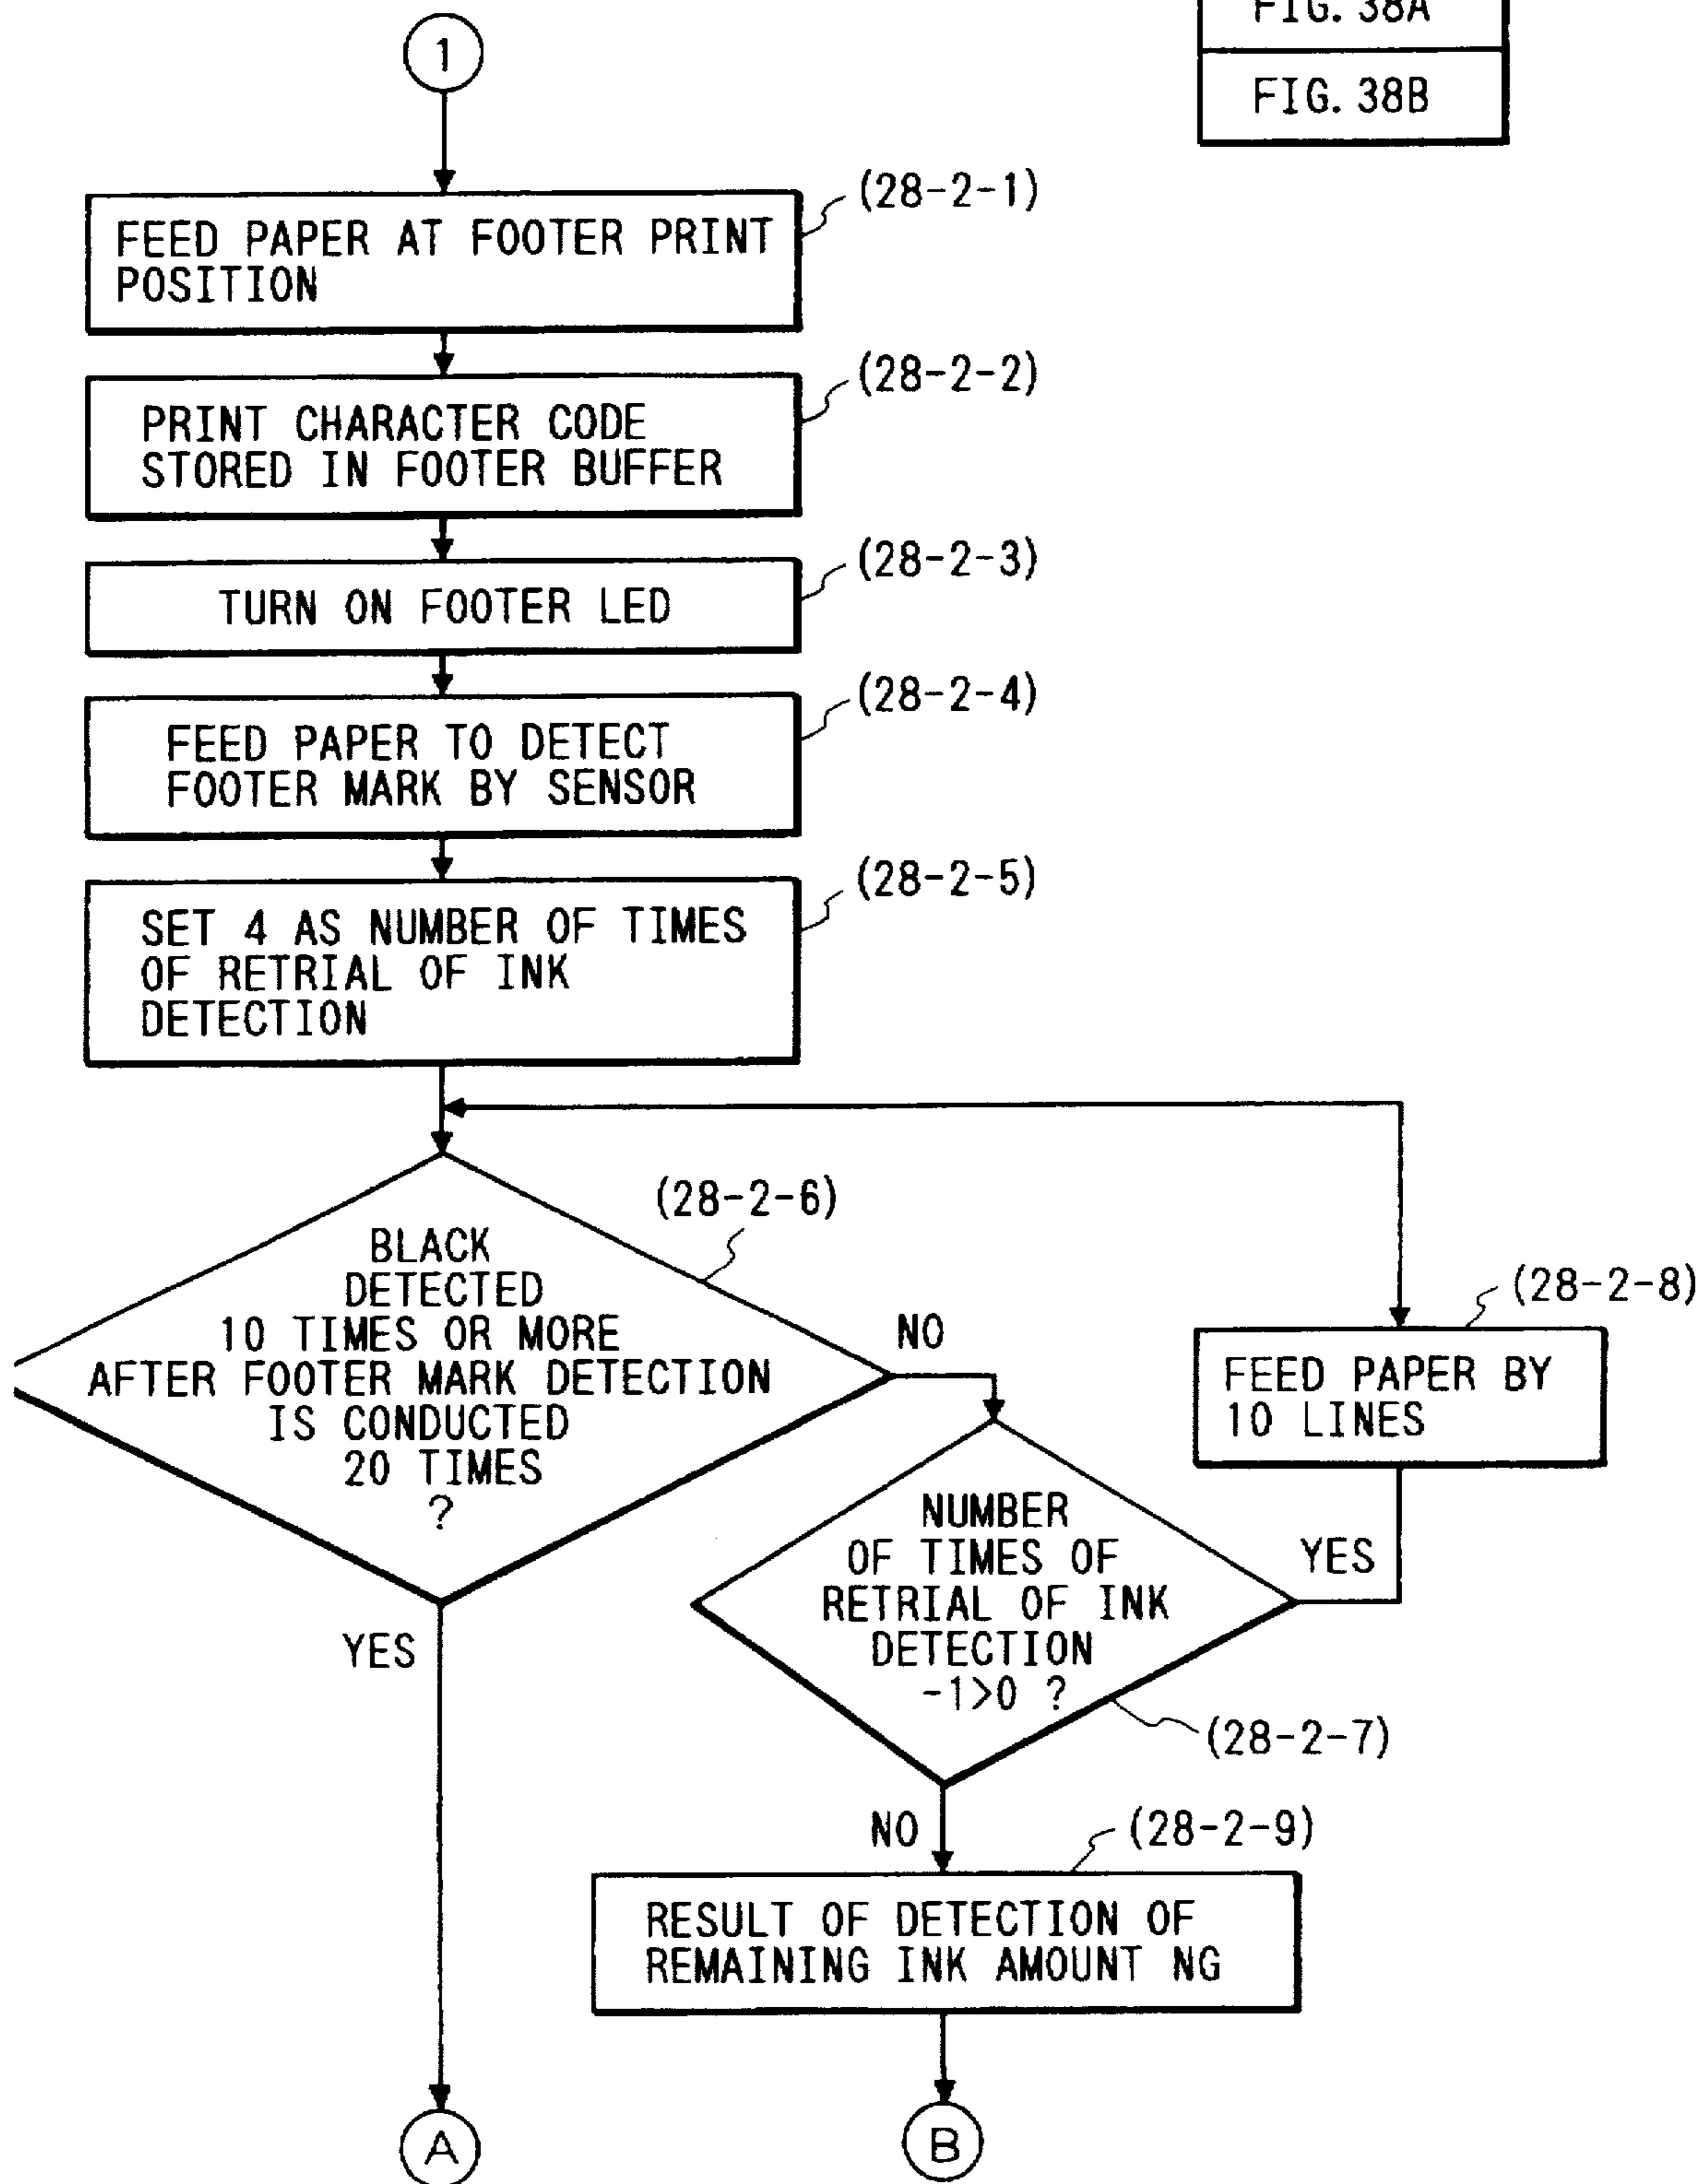 FIG. 38A
FIG. 38B
1
(28-2-1)
FEED PAPER AT FOOTER PRINT
POSITION
(28-2-2)
PRINT CHARACTER CODE
STORED IN FOOTER BUFFER
(28-2-3)
TURN ON FOOTER LED
(28-2-4)
FEED PAPER TO DETECT
FOOTER MARK BY SENSOR
(28-2-5)
SET 4 AS NUMBER OF TIMES
OF RETRIAL OF INK
DETECTION
(28-2-6)
BLACK
DETECTED
10 TIMES OR MORE
AFTER FOOTER MARK DETECTION
IS CONDUCTED
20 TIMES
?
NO
YES
(28-2-8)
FEED PAPER BY
10 LINES
NUMBER
OF TIMES OF
RETRIAL OF INK
DETECTION
-1>0 ?
YES
(28-2-7)
NO
(28-2-9)
RESULT OF DETECTION OF
REMAINING INK AMOUNT NG
A
B